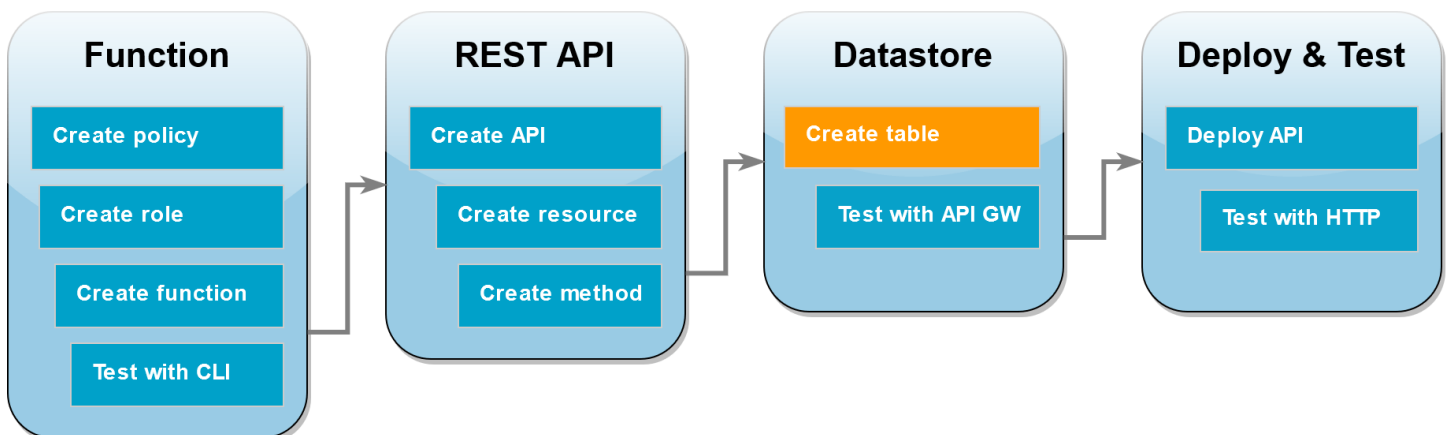 Function
Create policy
Create role
Create function
Test with CLI
REST API
Create API
Create resource
Create method
Datastore
Create table
Test with API GW
Deploy & Test
Deploy API
Test with HTTP